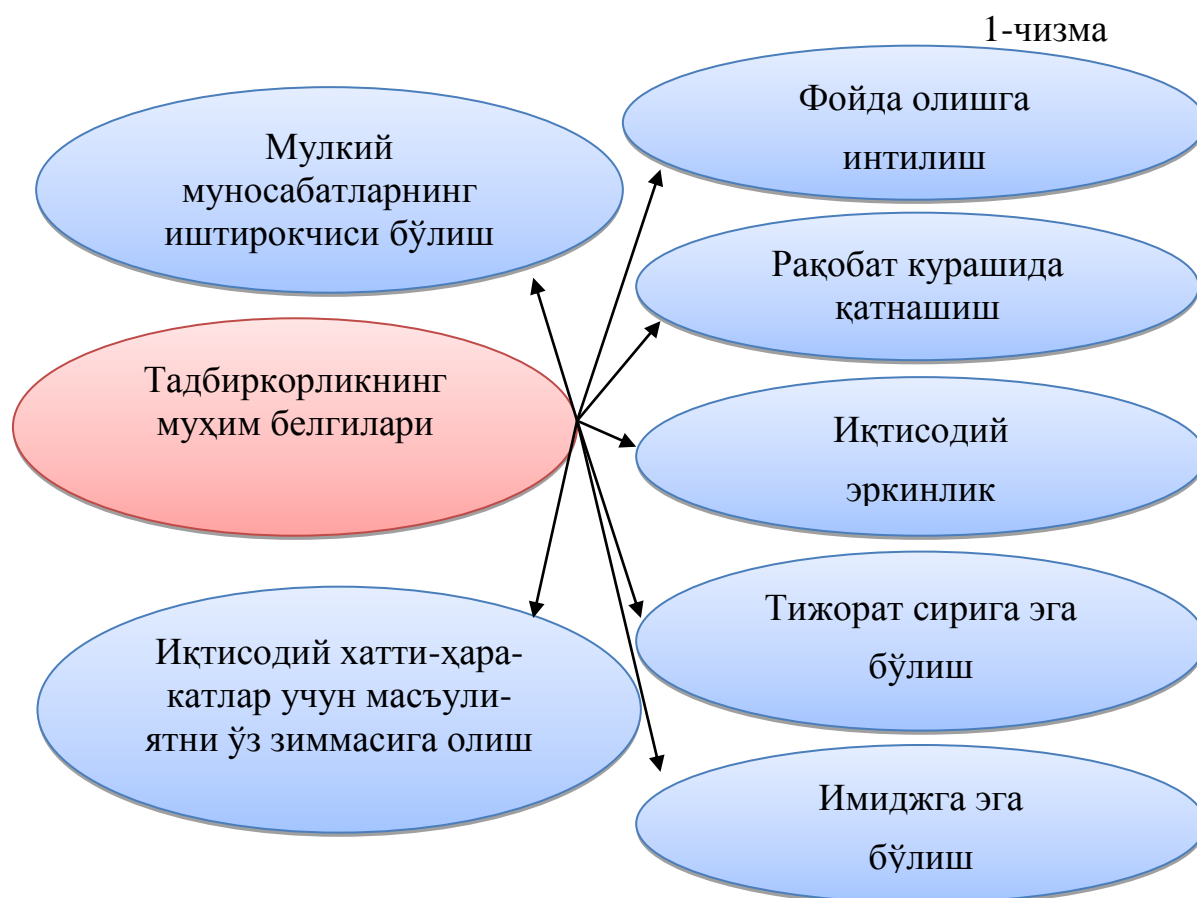 1-чизма
Мулкий
муносабатларнинг
иштирокчиси бўлиш
Фойда олишга
интилиш
Рақобат курашида
қатнашиш
Тадбиркорликнинг
муҳим белгилари
Иқтисодий
эркинлик
Иқтисодий хатти-ҳара-
катлар учун масъули-
ятни ўз зиммасига олиш
Тижорат сирига эга
бўлиш
Имиджга эга
бўлиш